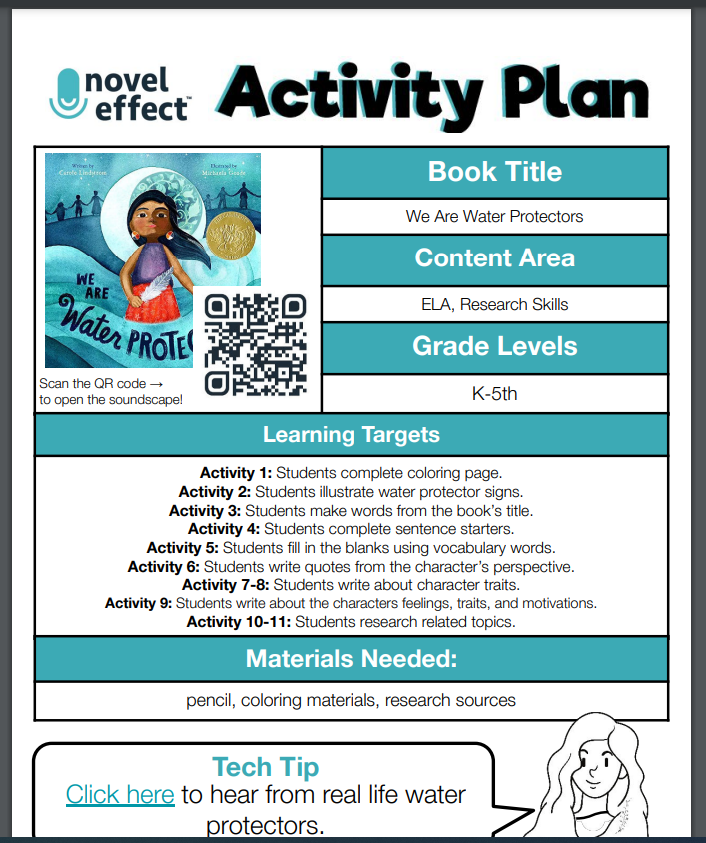 novel
effect™
Activity Plan
Written by
Carole Lindstrom
Illustrated by
Michaela Goade
WE
ARE
Water PROTEC
Scan the QR code →
to open the soundscape!
Book Title
We Are Water Protectors
Content Area
ELA, Research Skills
Grade Levels
K-5th
Learning Targets
Activity 1: Students complete coloring page.
Activity 2: Students illustrate water protector signs.
Activity 3: Students make words from the book's title.
Activity 4: Students complete sentence starters.
Activity 5: Students fill in the blanks using vocabulary words.
Activity 6: Students write quotes from the character's perspective.
Activity 7-8: Students write about character traits.
Activity 9: Students write about the characters feelings, traits, and motivations.
Activity 10-11: Students research related topics.
Materials Needed:
pencil, coloring materials, research sources
Tech Tip
Click here to hear from real life water
protectors.